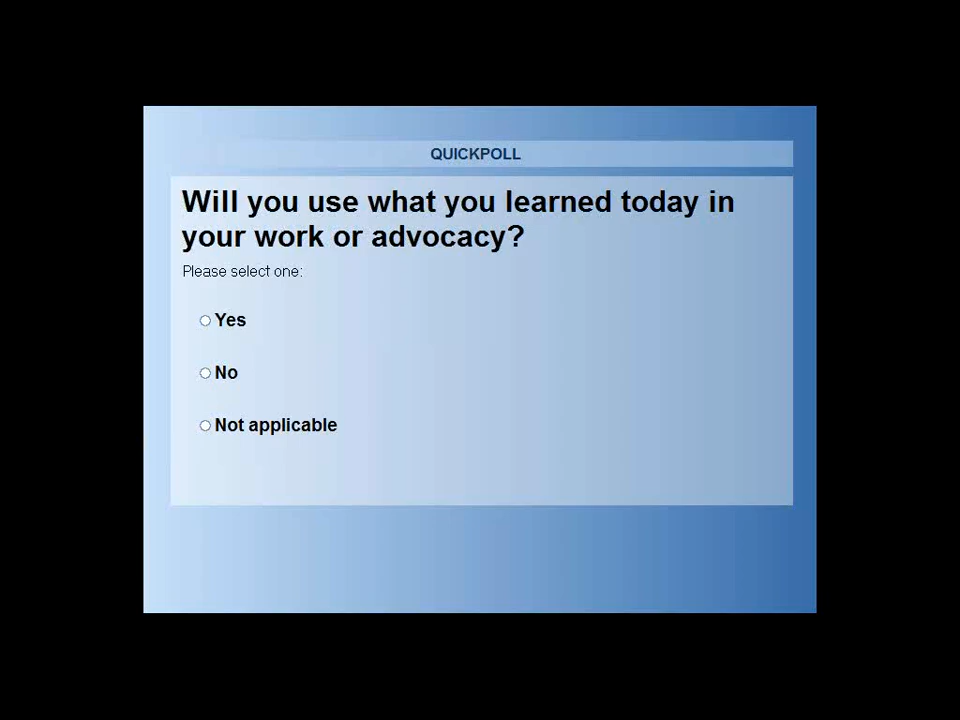 QUICKPOLL
Will you use what you learned today in
your work or advocacy?
Please select one:
Yes
No
Not applicable